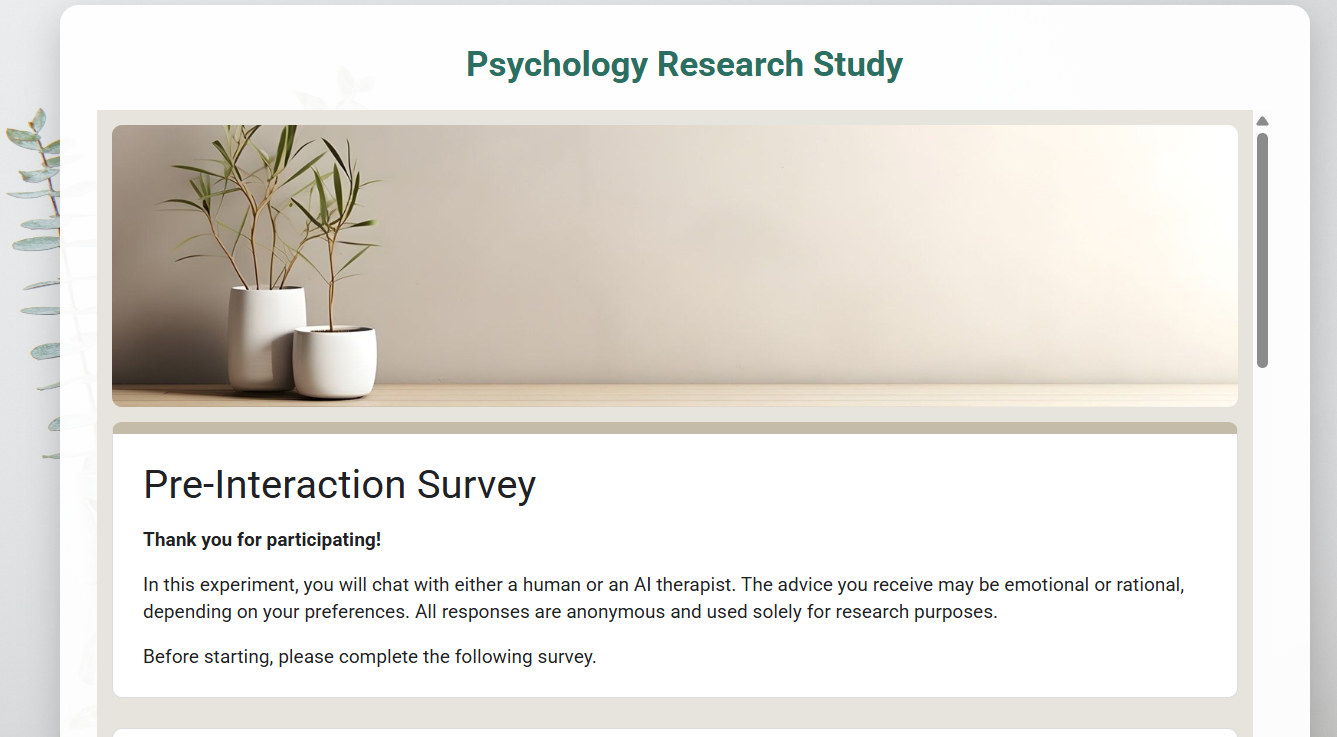 Psychology Research Study
Pre-Interaction Survey
Thank you for participating!
In this experiment, you will chat with either a human or an AI therapist. The advice you receive may be emotional or rational,
depending on your preferences. All responses are anonymous and used solely for research purposes.
Before starting, please complete the following survey.